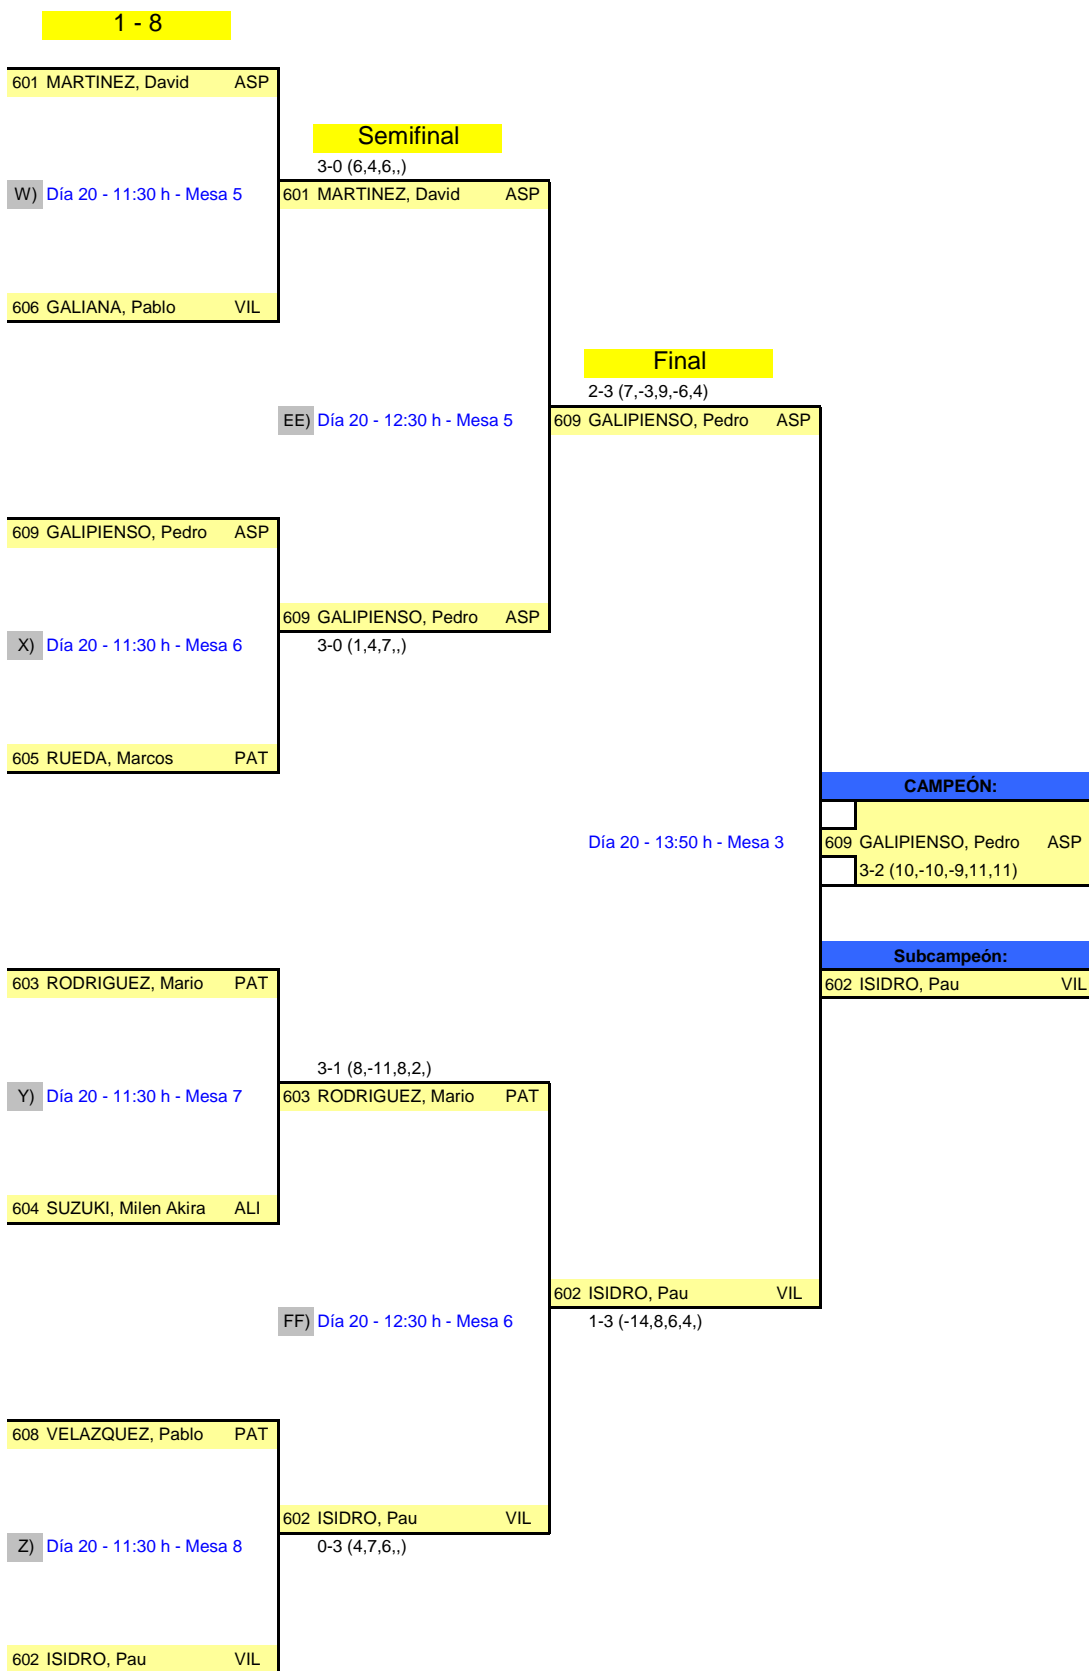 1 - 8
601 MARTINEZ, David ASP
Semifinal
3-0 (6,4,6,,)
W) Día 20 - 11:30 h - Mesa 5
601 MARTINEZ, David ASP
606 GALIANA, Pablo VIL
Final
2-3 (7,-3,9,-6,4)
EE) Día 20 - 12:30 h - Mesa 5
609 GALIPIENSO, Pedro ASP
609 GALIPIENSO, Pedro ASP
609 GALIPIENSO, Pedro ASP
X) Día 20 - 11:30 h - Mesa 6
3-0 (1,4,7,,)
605 RUEDA, Marcos PAT
CAMPEÓN:
Día 20 - 13:50 h - Mesa 3
609 GALIPIENSO, Pedro ASP
3-2 (10,-10,-9,11,11)
Subcampeón:
603 RODRIGUEZ, Mario PAT
602 ISIDRO, Pau VIL
3-1 (8,-11,8,2,)
Y) Día 20 - 11:30 h - Mesa 7
603 RODRIGUEZ, Mario PAT
604 SUZUKI, Milen Akira ALI
602 ISIDRO, Pau VIL
FF) Día 20 - 12:30 h - Mesa 6
1-3 (-14,8,6,4,)
608 VELAZQUEZ, Pablo PAT
602 ISIDRO, Pau VIL
Z) Día 20 - 11:30 h - Mesa 8
0-3 (4,7,6,,)
602 ISIDRO, Pau VIL